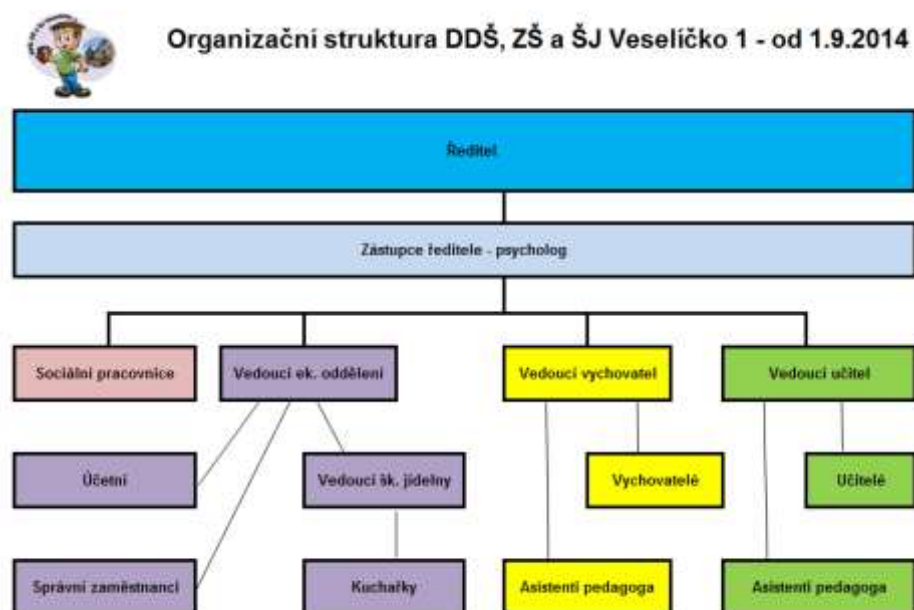 Organizační struktura DDŠ, ZŠ a ŠJ Veselíčko 1 - od 1.9.2014
Ředitel
Zástupce ředitele - psycholog
Sociální pracovnice
Vedoucí ek. oddělení
Vedoucí vychovatel
Vedoucí učitel
Účetní
Vedoucí šk. jídelny
Vychovatelé
Učitelé
Správní zaměstnanci
Kuchařky
Asistenti pedagoga
Asistenti pedagoga